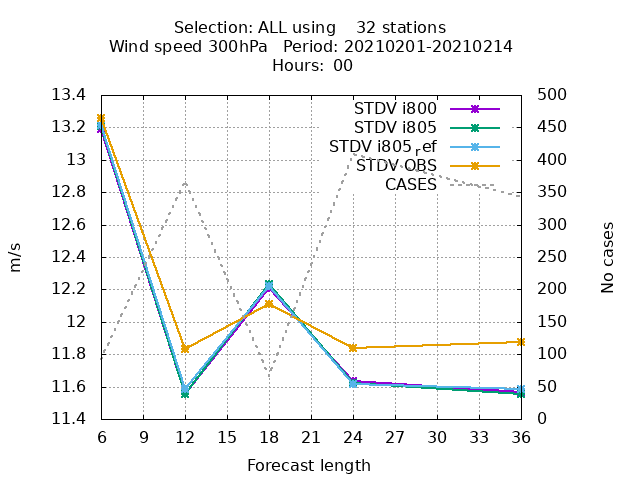 Selection: ALL using    32 stations
Wind speed 300hPa   Period: 20210201-20210214
Hours:  00
13.4
13.2
13
12.8
12.6
12.4
12.2
12
11.8
11.6
11.4
m/s
STDV i800
STDV i805
STDV i805ref
STDV OBS
CASES
500
450
400
350
300
250
200
150
100
50
0
No cases
6 9 12 15 18 21 24 27 30 33 36
Forecast length